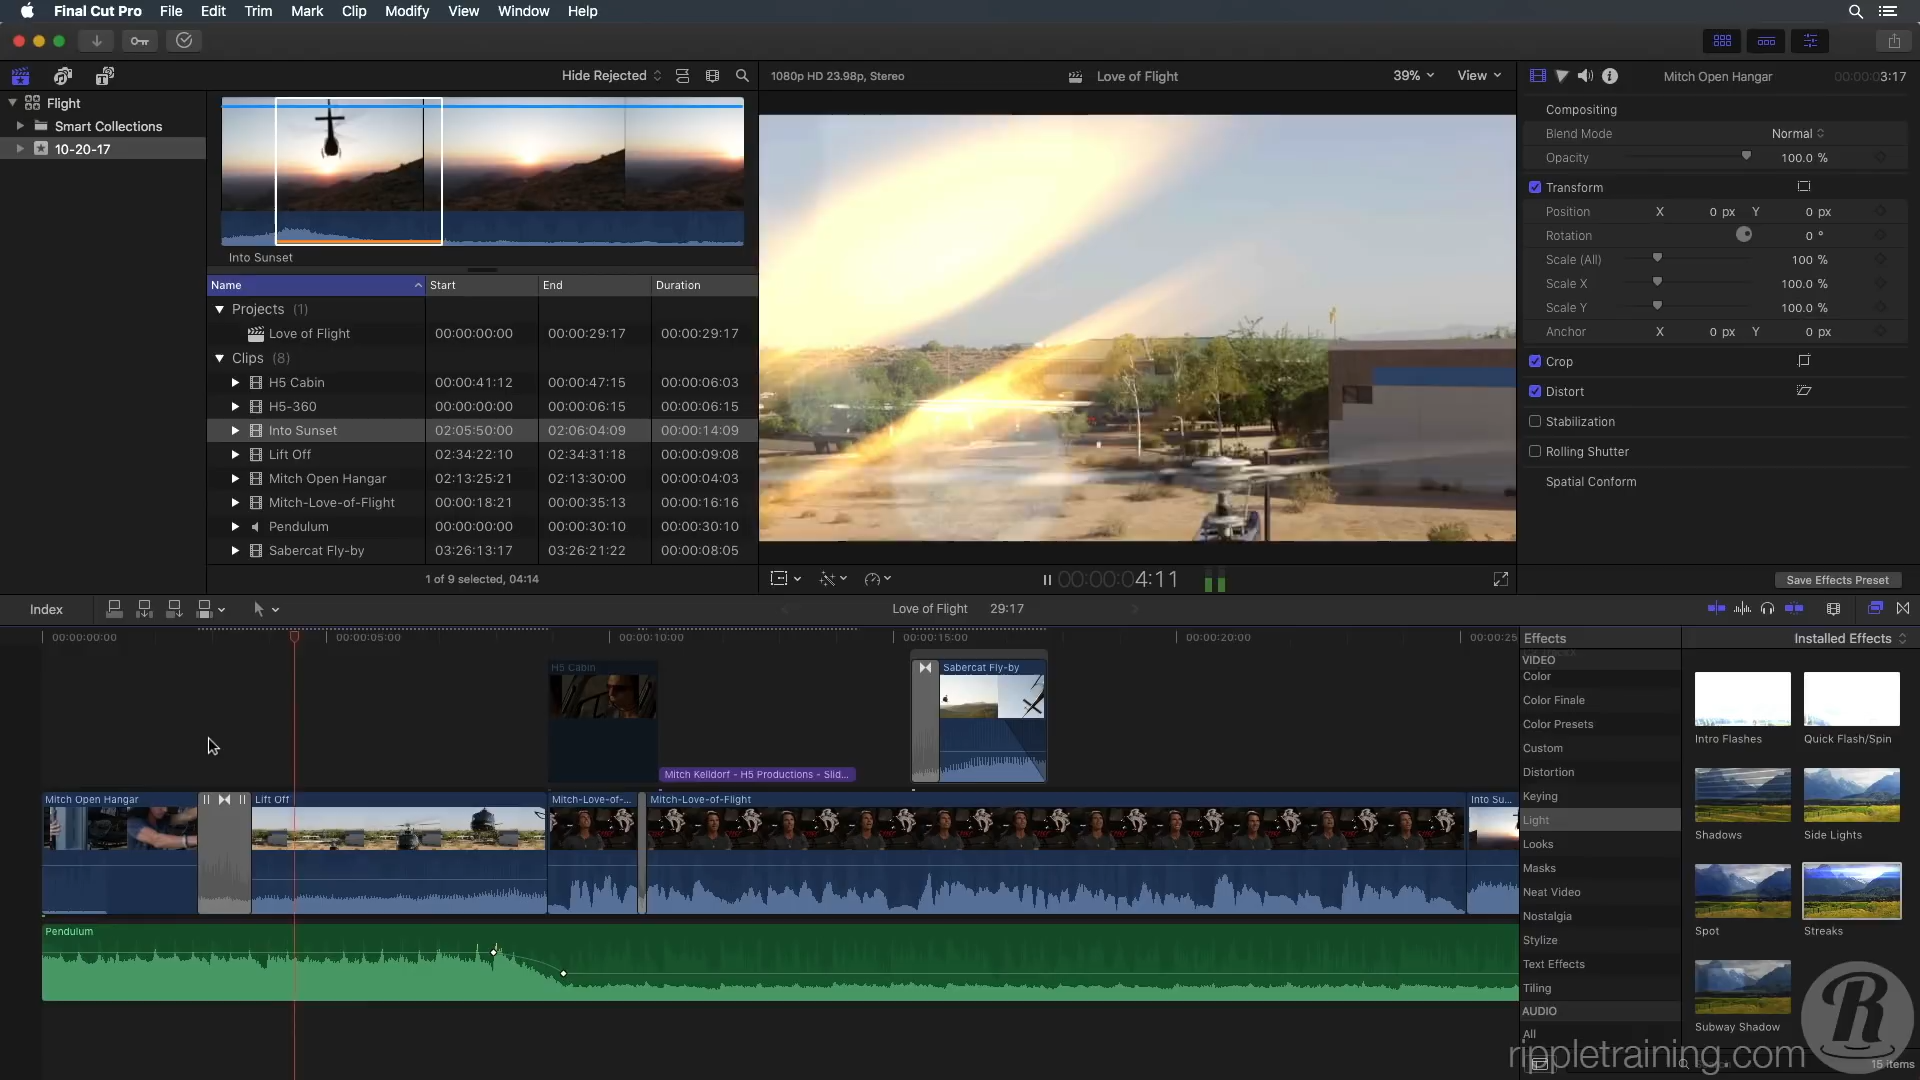 Final Cut Pro File Edit Trim Mark Clip Modify View Window Help
Hide Rejected
1080p HD 23.98p, Stereo
Love of Flight
39%
View
Mitch Open Hangar
00:00:03:17
Flight
Smart Collections
10-20-17
Into Sunset
Name Start End Duration
Projects (1)
Love of Flight 00:00:00:00 00:00:29:17 00:00:29:17
Clips (8)
H5 Cabin 00:00:41:12 00:00:47:15 00:00:06:03
H5-360 00:00:00:00 00:00:06:15 00:00:06:15
Into Sunset 02:05:50:00 02:06:04:09 00:00:14:09
Lift Off 02:34:22:10 02:34:31:18 00:00:09:08
Mitch Open Hangar 02:13:25:21 02:13:30:00 00:00:04:03
Mitch-Love-of-Flight 00:00:18:21 00:00:35:13 00:00:16:16
Pendulum 00:00:00:00 00:00:30:10 00:00:30:10
Sabercat Fly-by 03:26:13:17 03:26:21:22 00:00:08:05
1 of 9 selected, 04:14
00:00:04:11
Compositing
Blend Mode Normal
Opacity 100.0 %
Transform
Position X 0 px Y 0 px
Rotation 0 °
Scale (All) 100 %
Scale X 100.0 %
Scale Y 100.0 %
Anchor X 0 px Y 0 px
Crop
Distort
Stabilization
Rolling Shutter
Spatial Conform
Save Effects Preset
Index
Love of Flight 29:17
00:00:00:00 00:00:05:00 00:00:10:00 00:00:15:00 00:00:20:00 00:00:25
H5 Cabin
Sabercat Fly-by
Mitch Kelldorf - H5 Productions - Slid...
Mitch Open Hangar
Lift Off
Mitch-Love-of-...
Mitch-Love-of-Flight
Into Su...
Pendulum
Effects
Installed Effects
VIDEO
Color
Color Finale
Color Presets
Custom
Distortion
Keying
Light
Looks
Masks
Neat Video
Nostalgia
Stylize
Text Effects
Tiling
AUDIO
All
Intro Flashes
Quick Flash/Spin
Shadows
Side Lights
Spot
Streaks
Subway Shadow
R
rippletraining.com
15 items